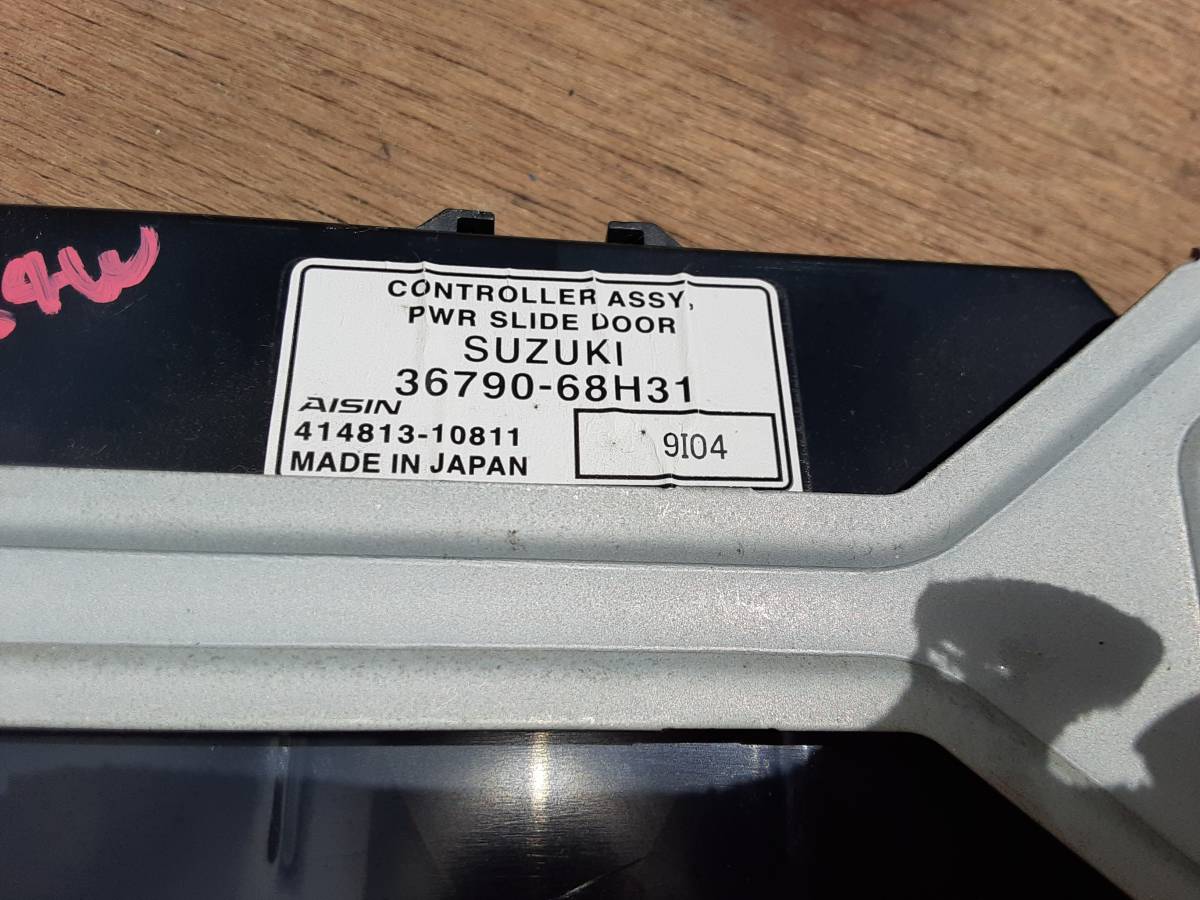 CONTROLLER ASSY,
PWR SLIDE DOOR
SUZUKI
36790-68H31
AISIN
414813-10811
MADE IN JAPAN
9I04